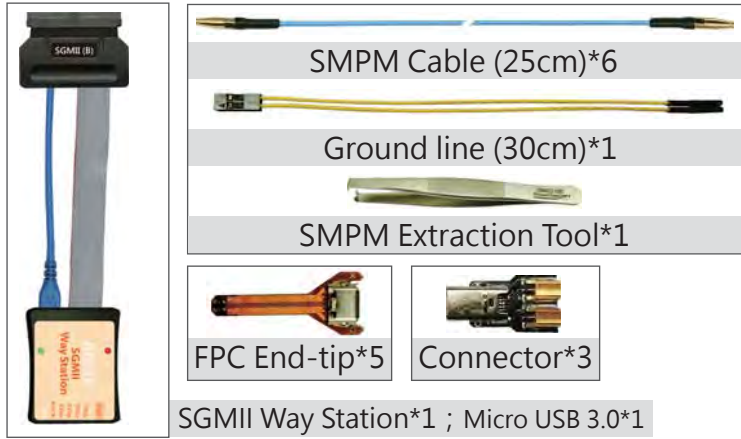 SGMII (B)
SGMII
Way Station
SMPM Cable (25cm)*6
Ground line (30cm)*1
SMPM Extraction Tool*1
FPC End-tip*5
Connector*3
SGMII Way Station*1 ; Micro USB 3.0*1